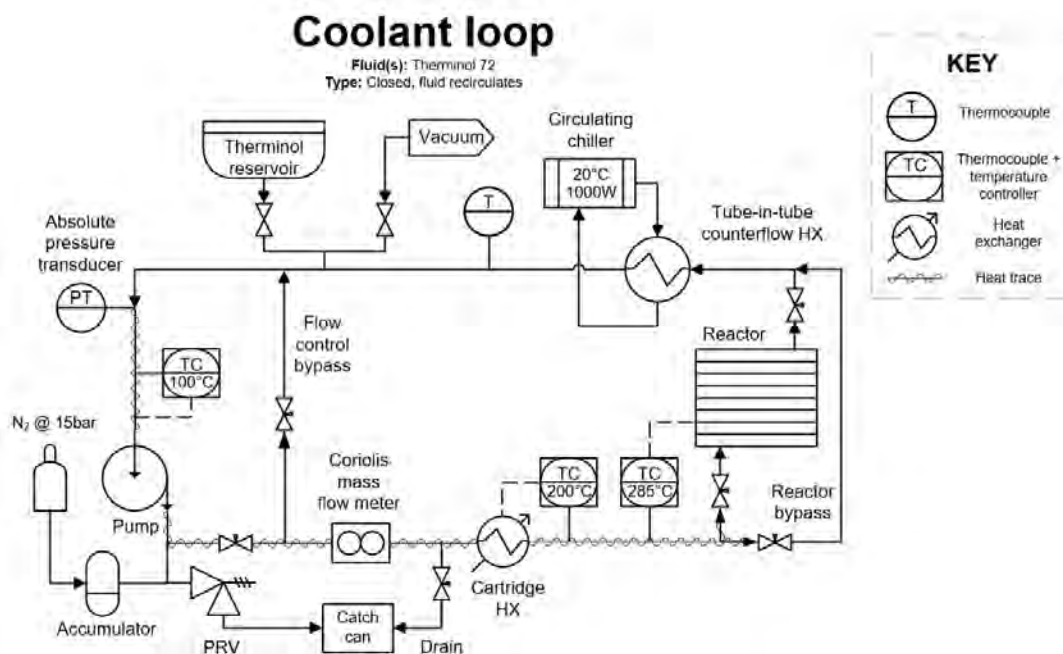 Coolant loop
Fluid(s): Therminol 72
Type: Closed, fluid recirculates
KEY
T
Thermocouple
TC
Thermocouple +
temperature
controller
Heat
exchanger
Heat trace
Therminol
reservoir
Vacuum
Circulating
chiller
20°C
1000W
T
Tube-in-tube
counterflow HX
Absolute
pressure
transducer
PT
TC
100°C
Flow
control
bypass
Reactor
N₂ @ 15bar
Pump
Coriolis
mass
flow meter
TC
200°C
TC
285°C
Reactor
bypass
Cartridge
HX
Accumulator
PRV
Catch
can
Drain